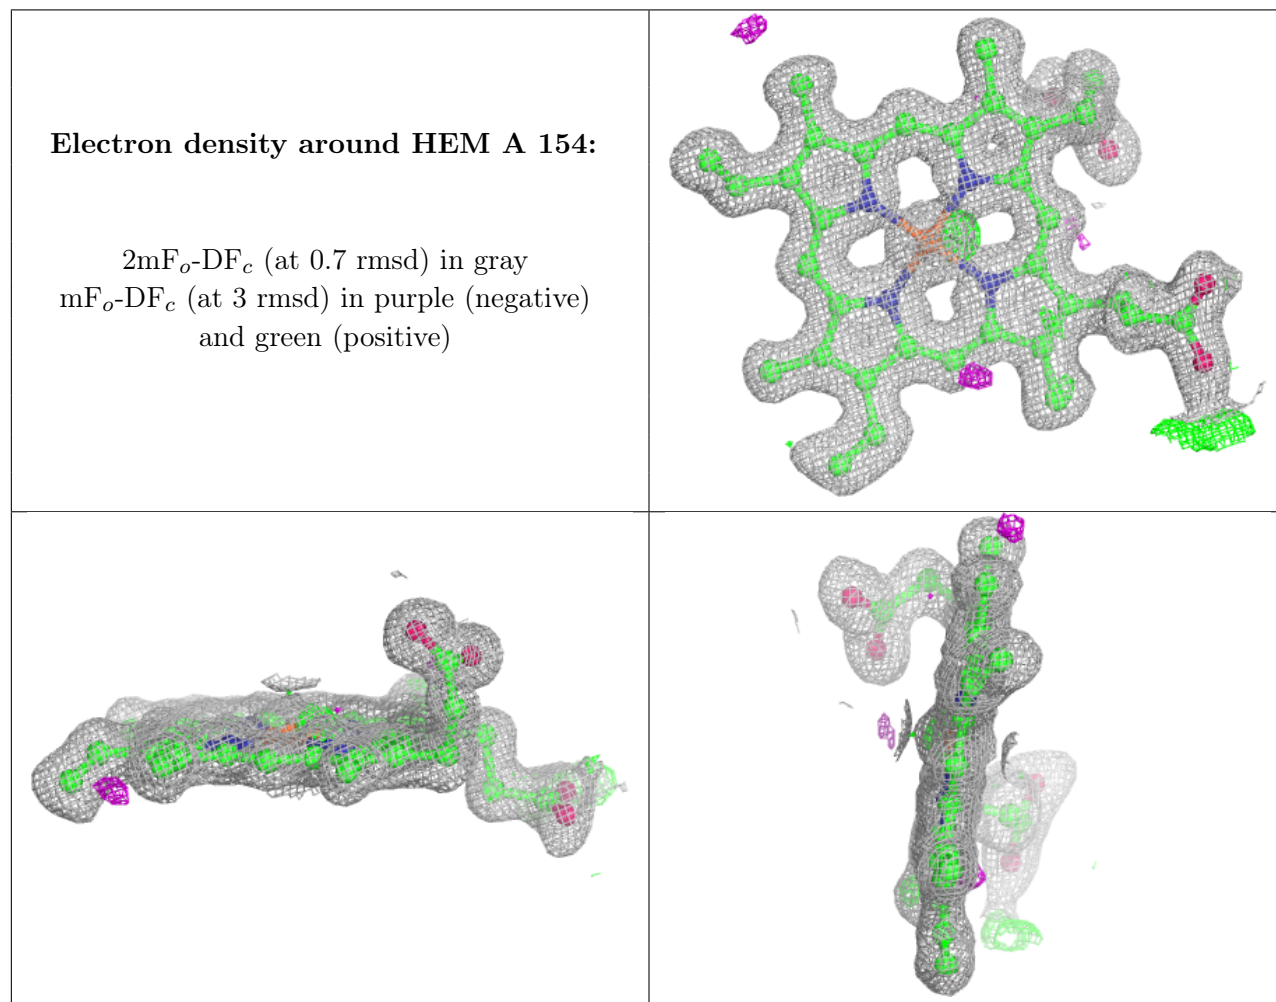 Electron density around HEM A 154:
2mFo-DFc (at 0.7 rmsd) in gray
mFo-DFc (at 3 rmsd) in purple (negative)
and green (positive)